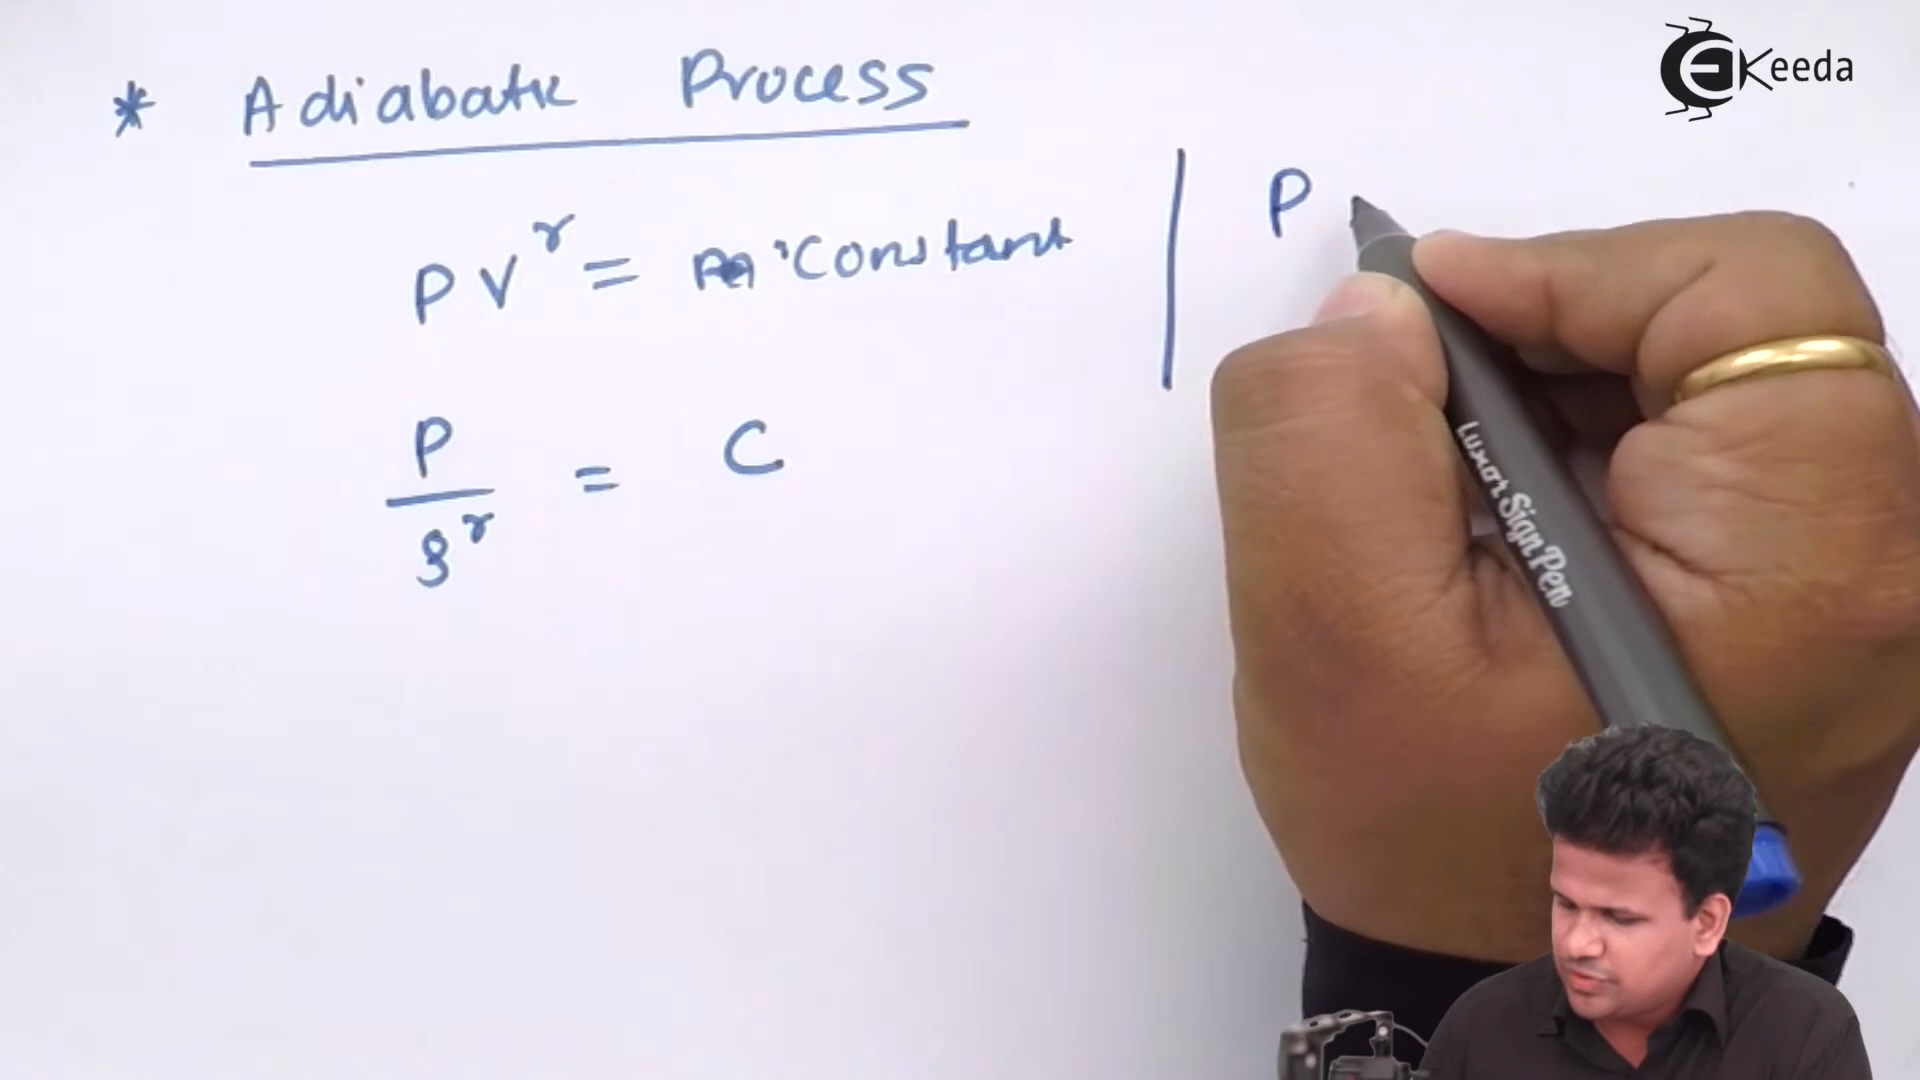 EKeeda
* Adiabatic Process
PV^γ = Constant
P
P
—— = C
ρ^γ
Luxor Sign Pen